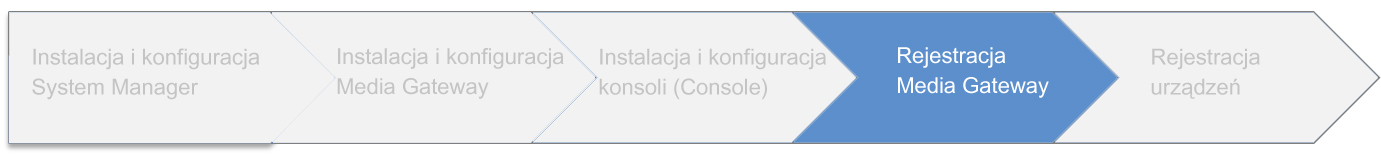 Instalacja i konfiguracja
System Manager
Instalacja i konfiguracja
Media Gateway
Instalacja i konfiguracja
konsoli (Console)
Rejestracja
Media Gateway
Rejestracja
urządzeń